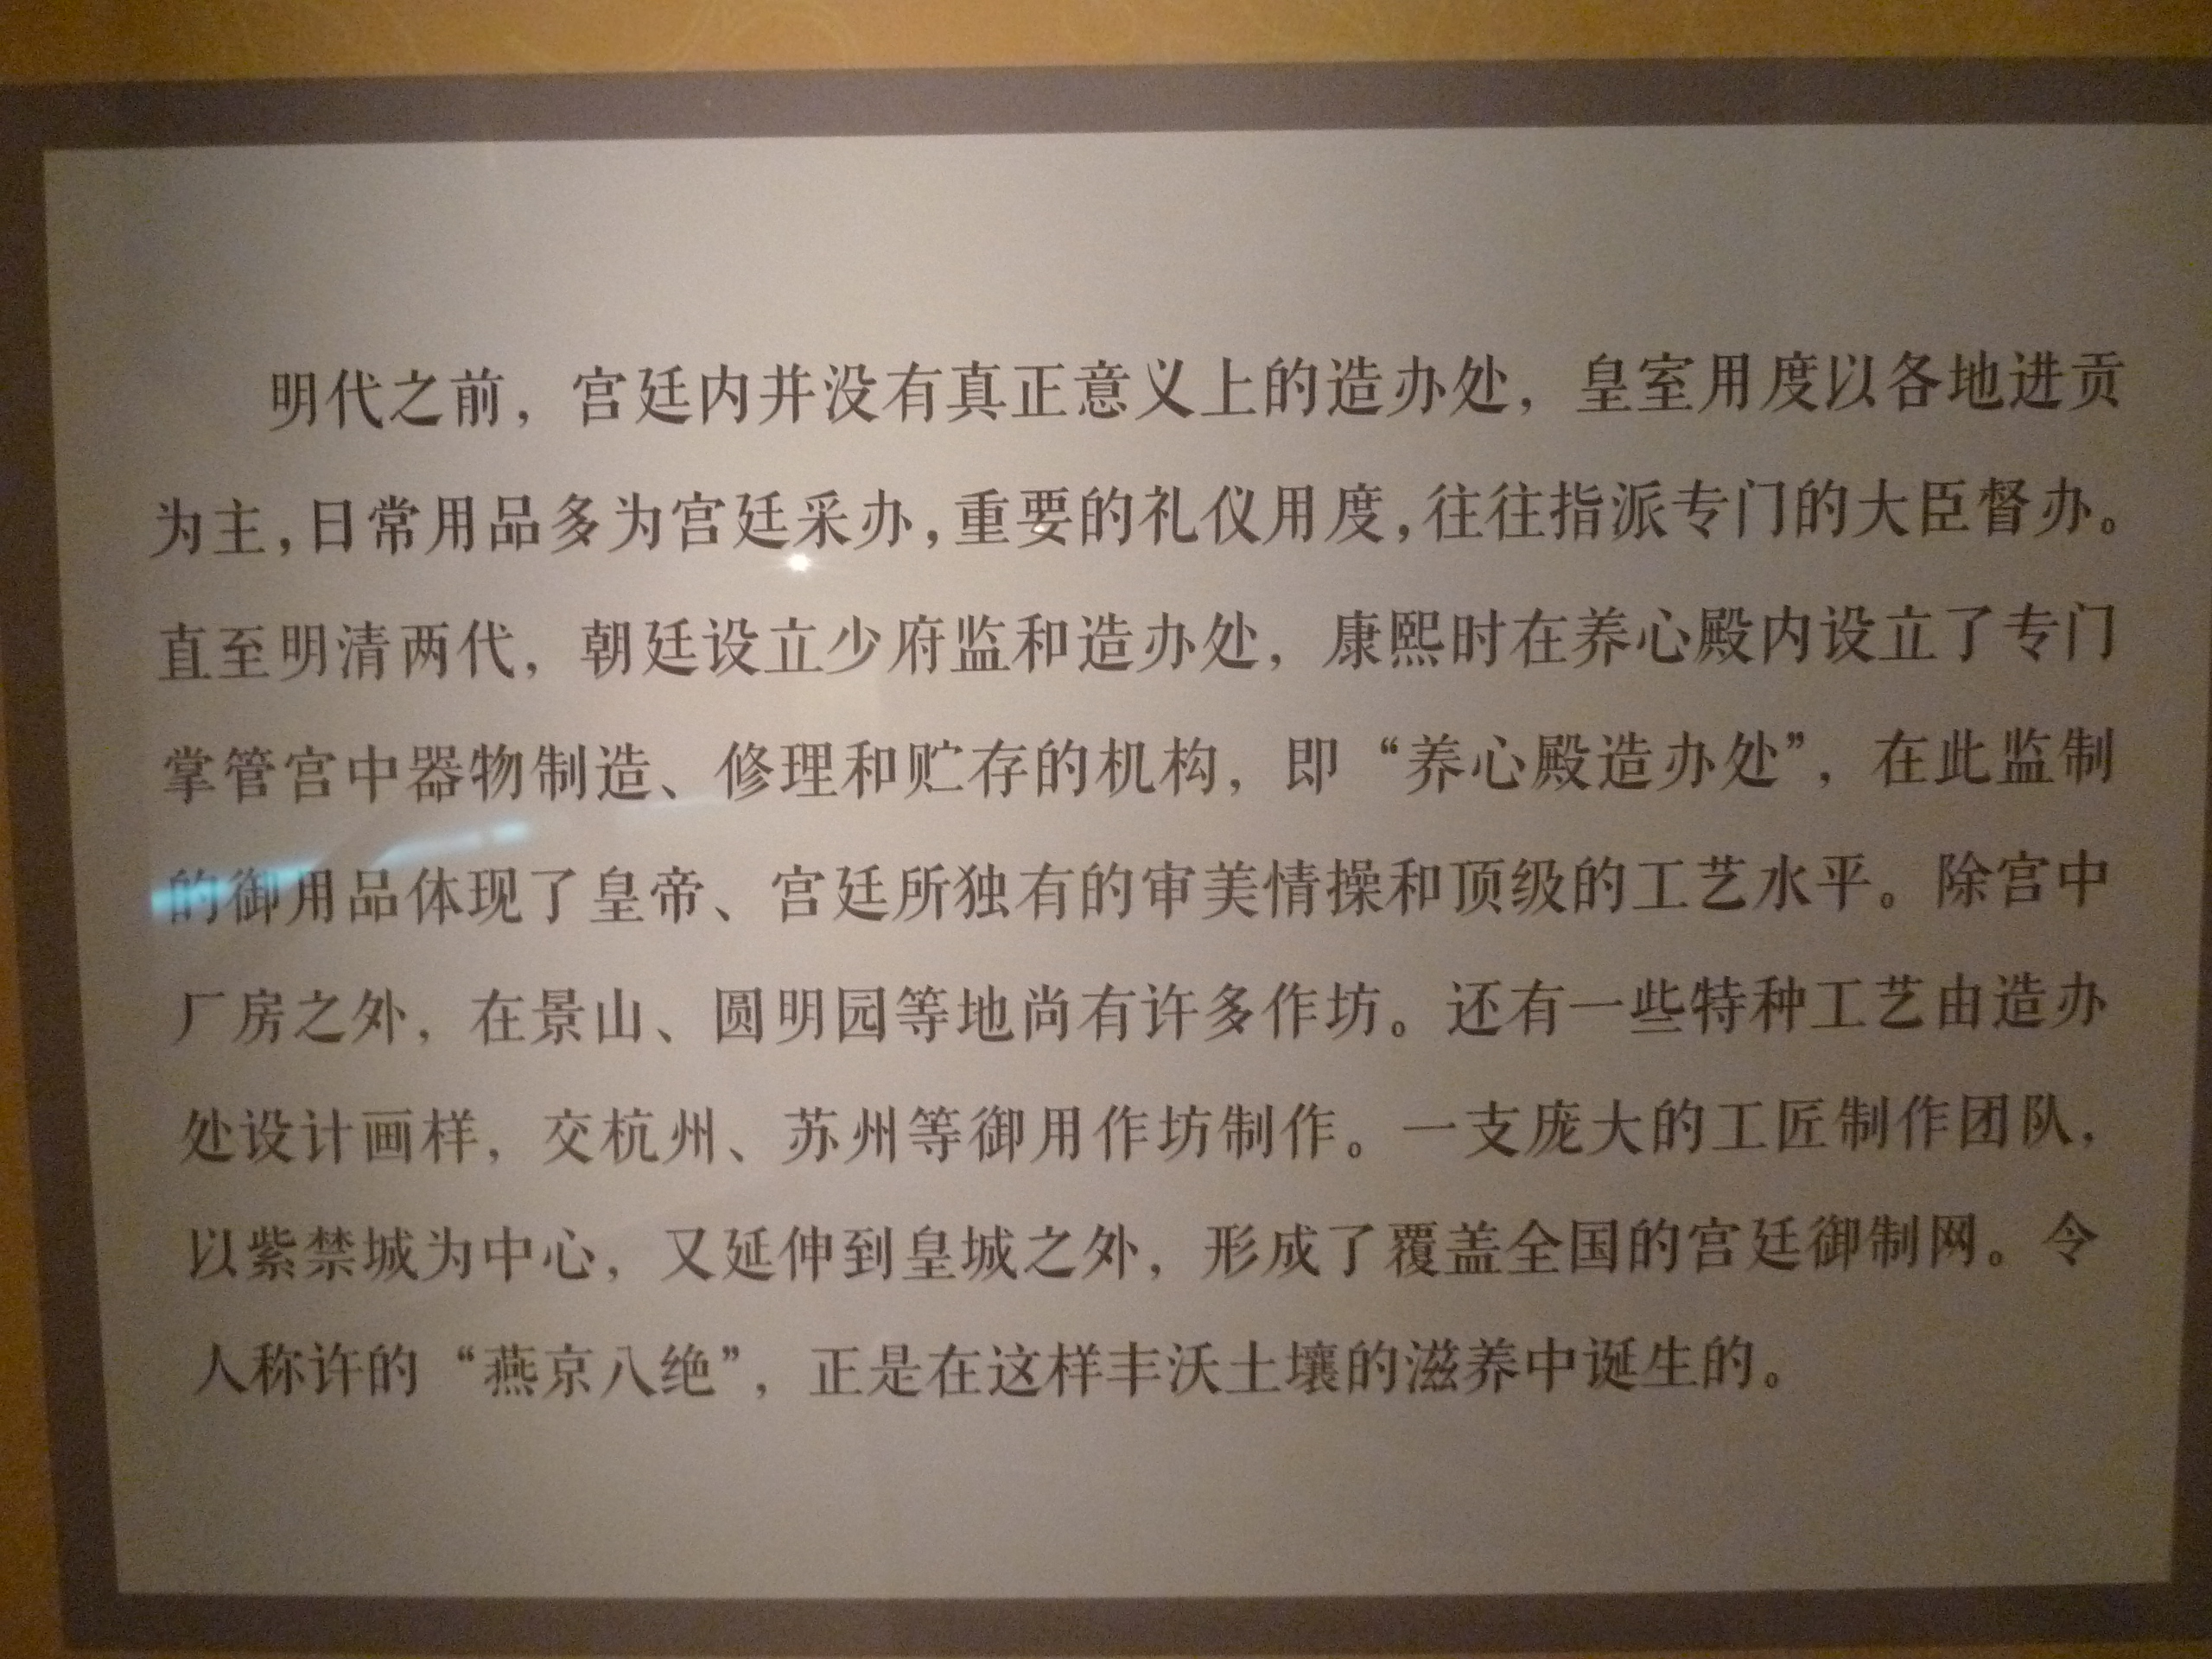 明代之前，宫廷内并没有真正意义上的造办处，皇室用度以各地进贡
为主，日常用品多为宫廷采办，重要的礼仪用度，往往指派专门的大臣督办。
直至明清两代，朝廷设立少府监和造办处，康熙时在养心殿内设立了专门
掌管宫中器物制造、修理和贮存的机构，即“养心殿造办处”，在此监制
的御用品体现了皇帝、宫廷所独有的审美情操和顶级的工艺水平。除宫中
厂房之外，在景山、圆明园等地尚有许多作坊。还有一些特种工艺由造办
处设计画样，交杭州、苏州等御用作坊制作。一支庞大的工匠制作团队，
以紫禁城为中心，又延伸到皇城之外，形成了覆盖全国的宫廷御制网。令
人称许的“燕京八绝”，正是在这样丰沃土壤的滋养中诞生的。